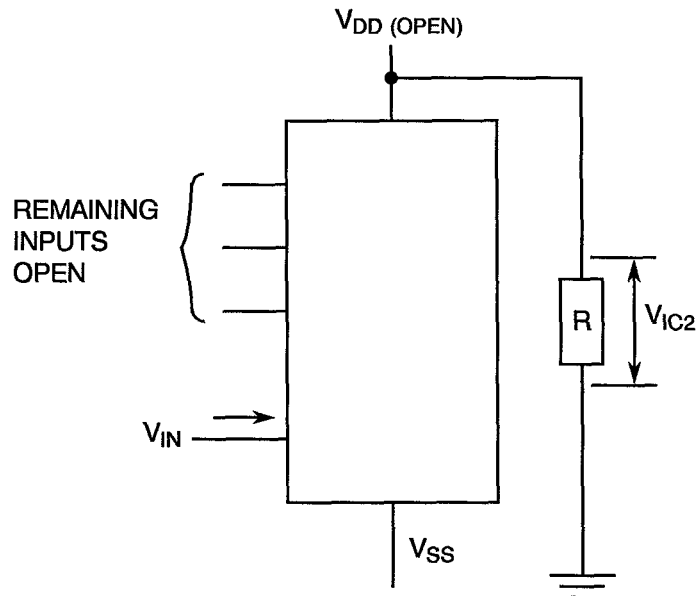 VDD (OPEN)
REMAINING
INPUTS
OPEN
R
VIC2
VIN
VSS